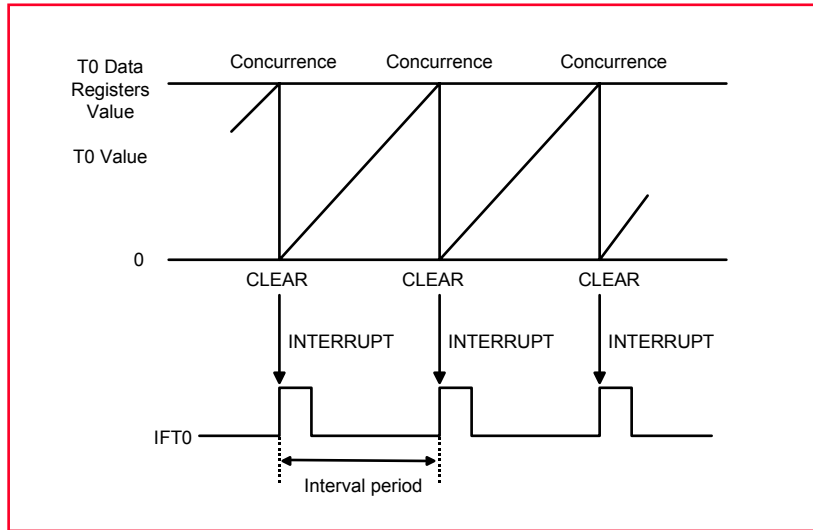 T0 Data
Registers
Value
Concurrence
Concurrence
Concurrence
T0 Value
0
CLEAR
CLEAR
CLEAR
INTERRUPT
INTERRUPT
INTERRUPT
IFT0
Interval period